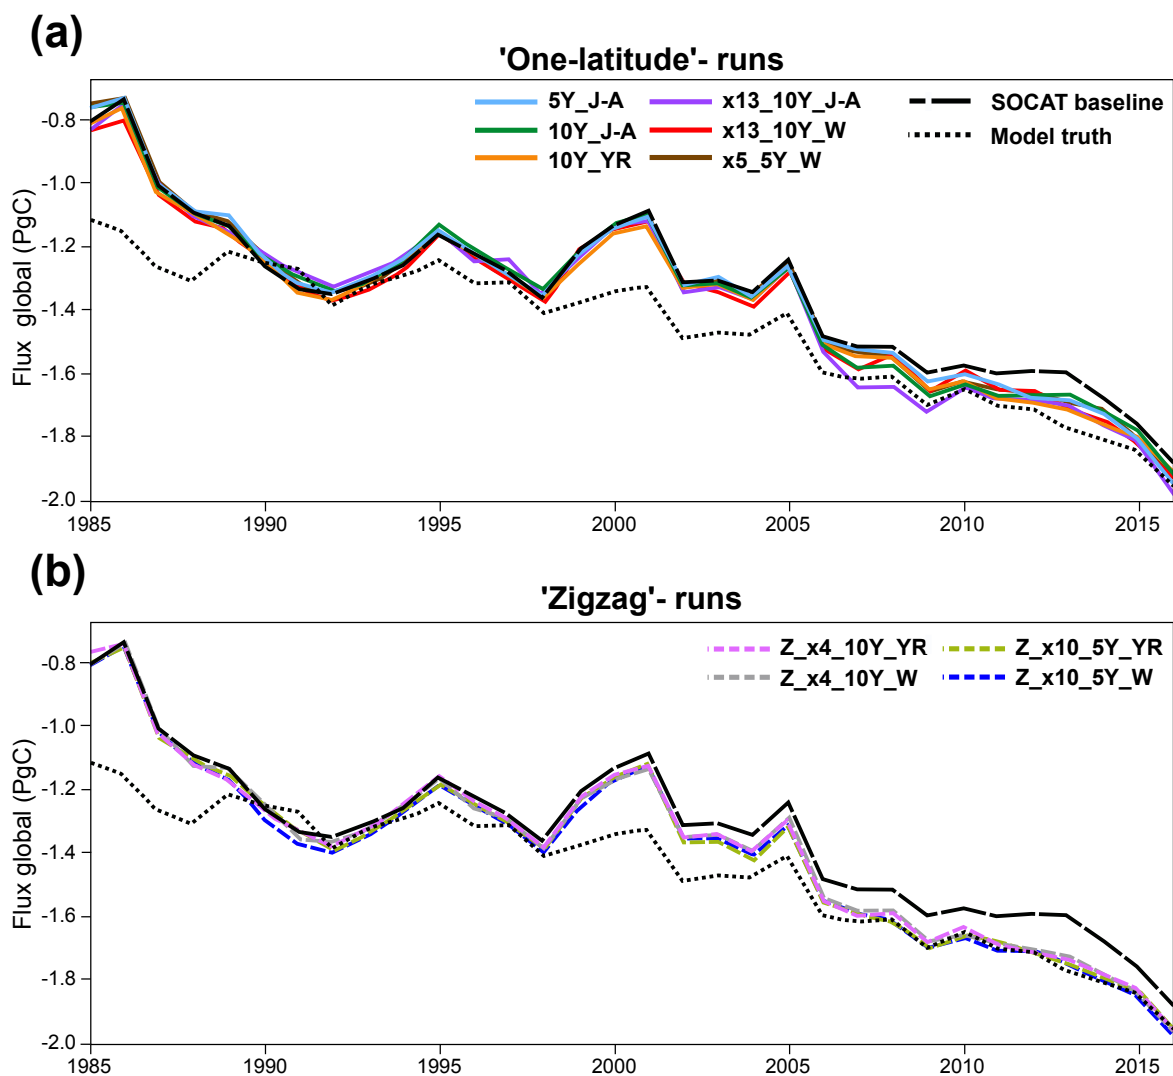 (a)
'One-latitude'- runs
5Y_J-A
x13_10Y_J-A
SOCAT baseline
10Y_J-A
x13_10Y_W
Model truth
10Y_YR
x5_5Y_W
Flux global (PgC)
-0.8
-1.0
-1.2
-1.4
-1.6
-1.8
-2.0
1985
1990
1995
2000
2005
2010
2015
(b)
'Zigzag'- runs
Z_x4_10Y_YR
Z_x10_5Y_YR
Z_x4_10Y_W
Z_x10_5Y_W
Flux global (PgC)
-0.8
-1.0
-1.2
-1.4
-1.6
-1.8
-2.0
1985
1990
1995
2000
2005
2010
2015